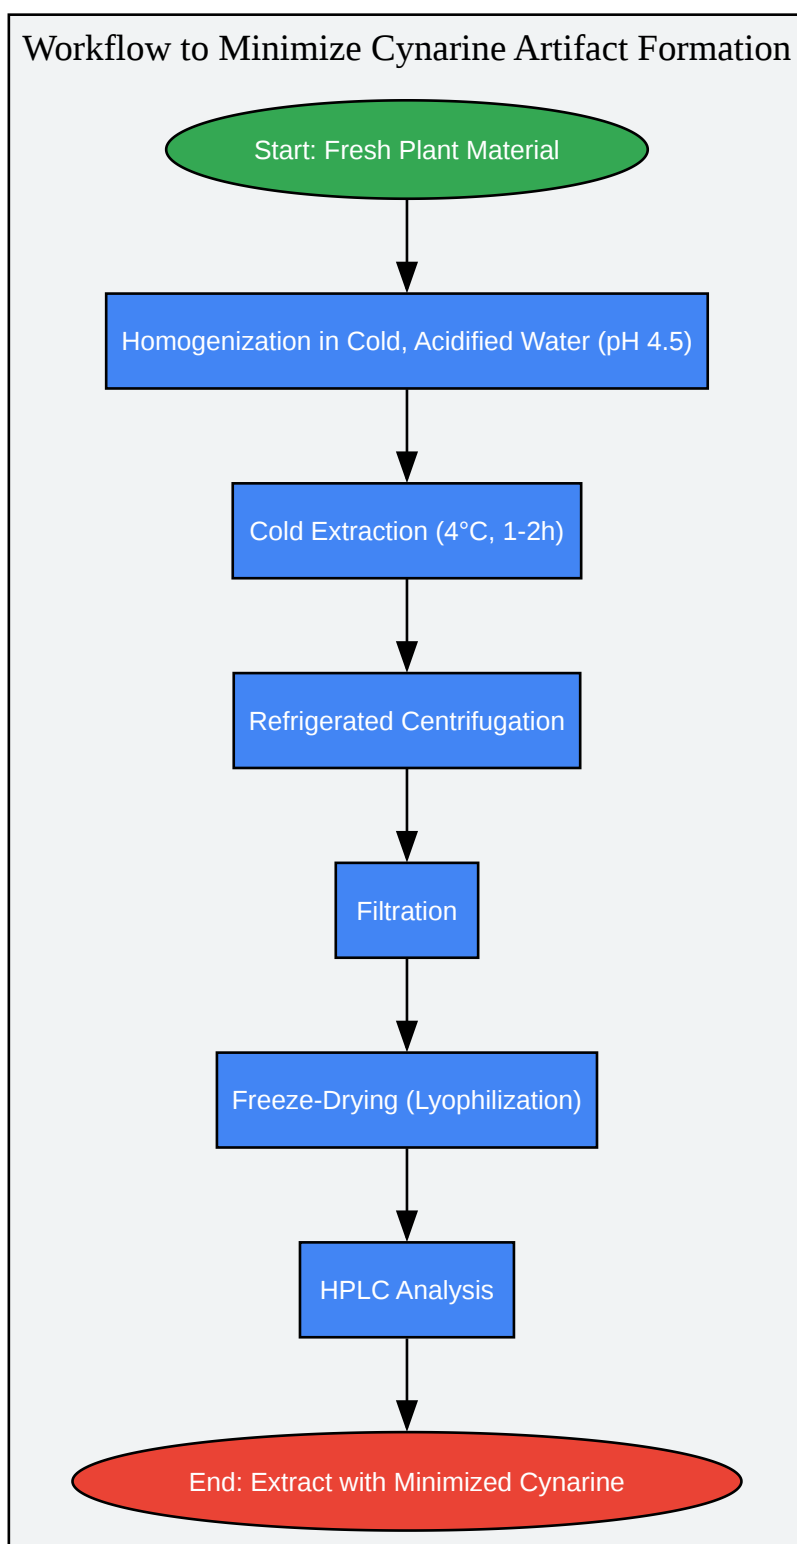 Workflow to Minimize Cynarine Artifact Formation
Start: Fresh Plant Material
Homogenization in Cold, Acidified Water (pH 4.5)
Cold Extraction (4°C, 1-2h)
Refrigerated Centrifugation
Filtration
Freeze-Drying (Lyophilization)
HPLC Analysis
End: Extract with Minimized Cynarine